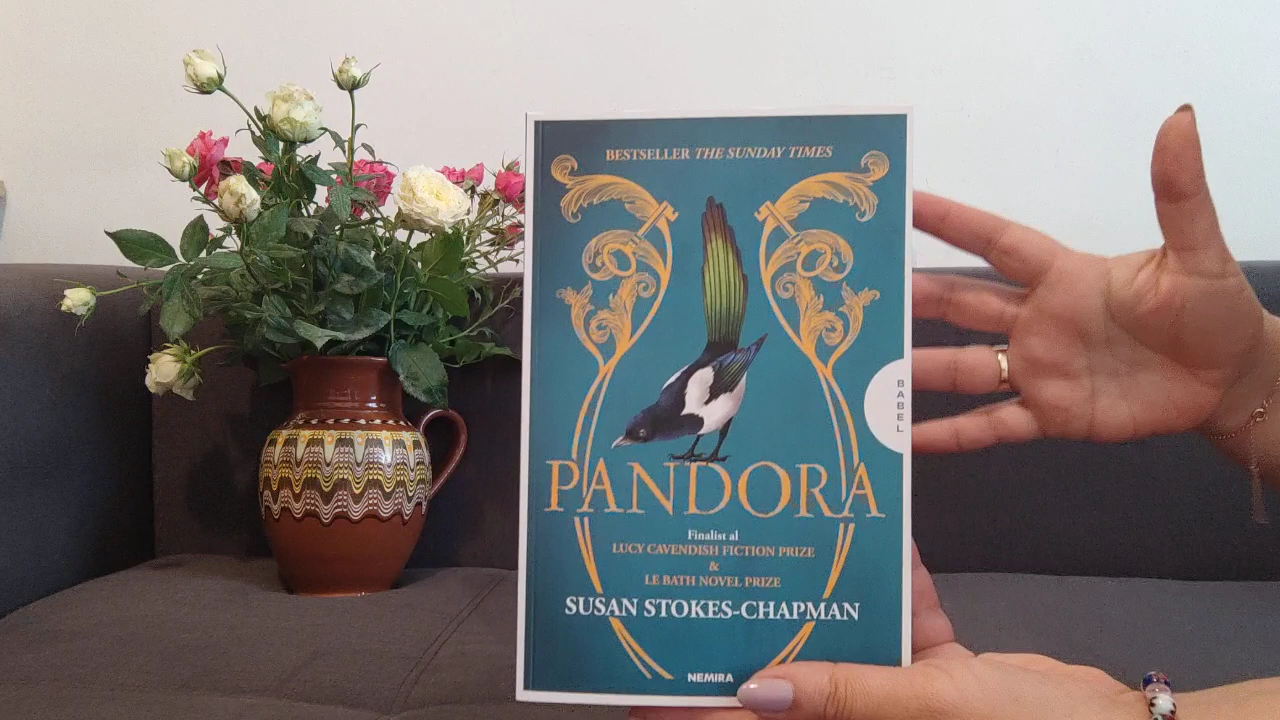 BESTSELLER THE SUNDAY TIMES
BABEL
PANDORA
Finalist al
LUCY CAVENDISH FICTION PRIZE
&
LE BATH NOVEL PRIZE
SUSAN STOKES-CHAPMAN
NEMIRA